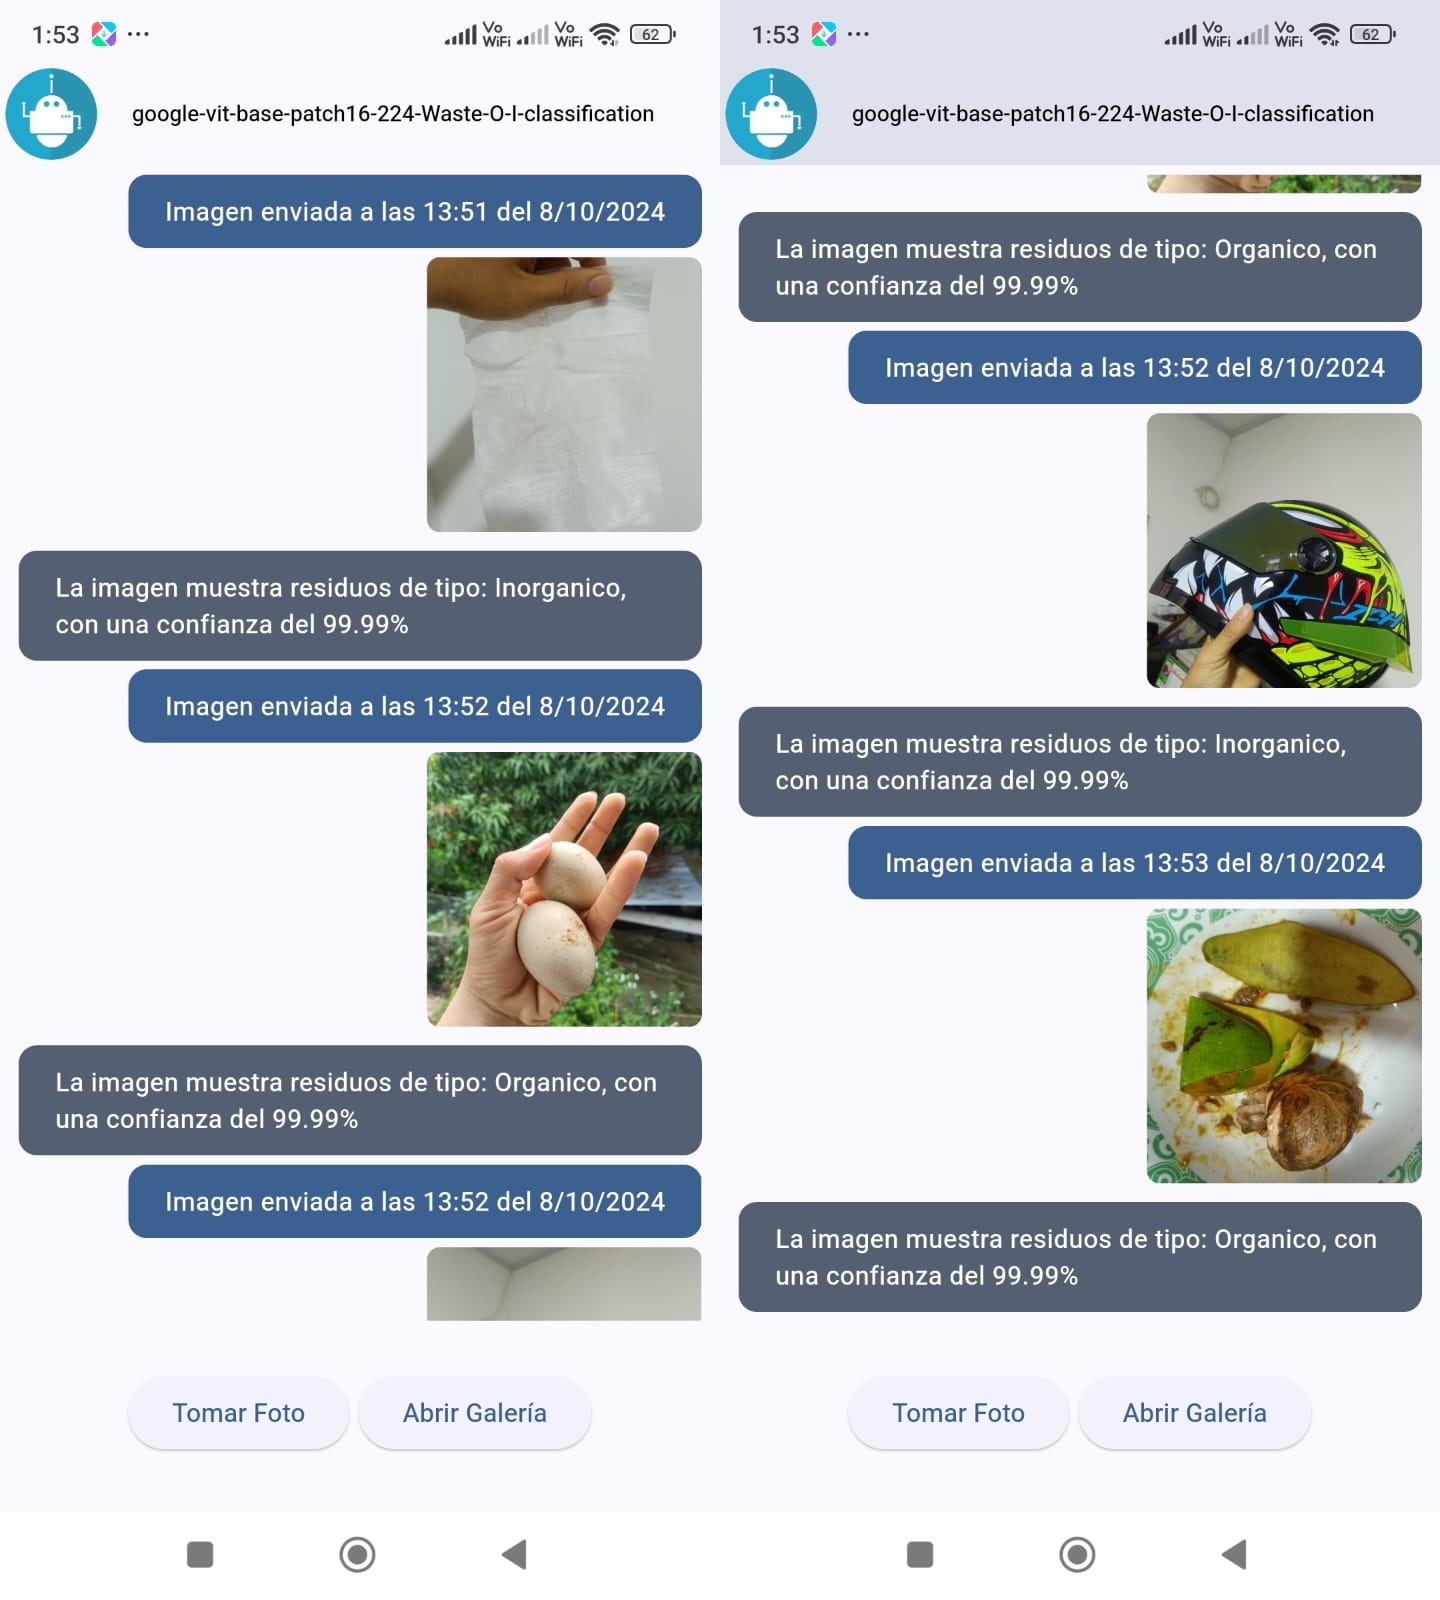 1:53
Vo
WiFi
Vo
WiFi
62
google-vit-base-patch16-224-Waste-O-I-classification
Imagen enviada a las 13:51 del 8/10/2024
La imagen muestra residuos de tipo: Inorganico,
con una confianza del 99.99%
Imagen enviada a las 13:52 del 8/10/2024
La imagen muestra residuos de tipo: Organico, con
una confianza del 99.99%
Imagen enviada a las 13:52 del 8/10/2024
Tomar Foto
Abrir Galería
1:53
Vo
WiFi
Vo
WiFi
62
google-vit-base-patch16-224-Waste-O-I-classification
La imagen muestra residuos de tipo: Organico, con
una confianza del 99.99%
Imagen enviada a las 13:52 del 8/10/2024
La imagen muestra residuos de tipo: Inorganico,
con una confianza del 99.99%
Imagen enviada a las 13:53 del 8/10/2024
La imagen muestra residuos de tipo: Organico, con
una confianza del 99.99%
Tomar Foto
Abrir Galería